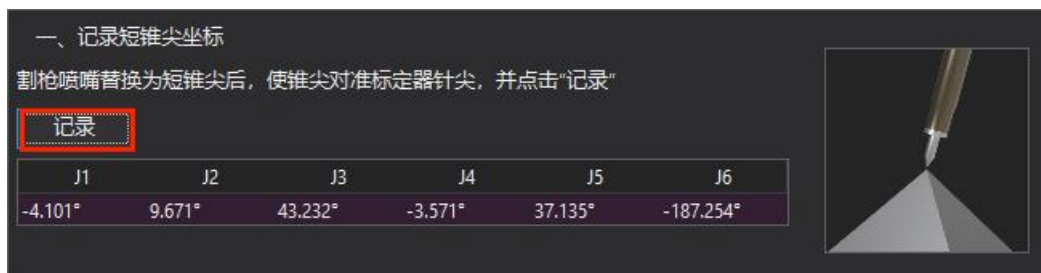 一、记录短锥尖坐标
割枪喷嘴替换为短锥尖后，使锥尖对准标定器针尖，并点击“记录”
记录
J1 J2 J3 J4 J5 J6
-4.101° 9.671° 43.232° -3.571° 37.135° -187.254°